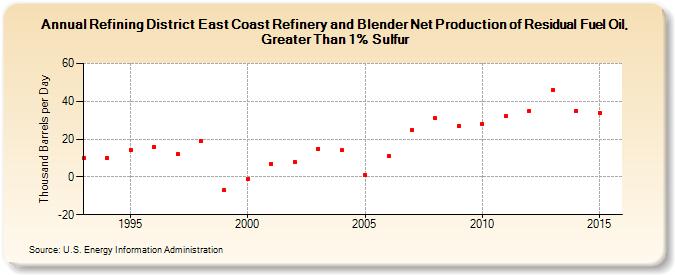 Annual Refining District East Coast Refinery and Blender Net Production of Residual Fuel Oil,
Greater Than 1% Sulfur
Thousand Barrels per Day
60
40
20
0
-20
1995
2000
2005
2010
2015
Source: U.S. Energy Information Administration